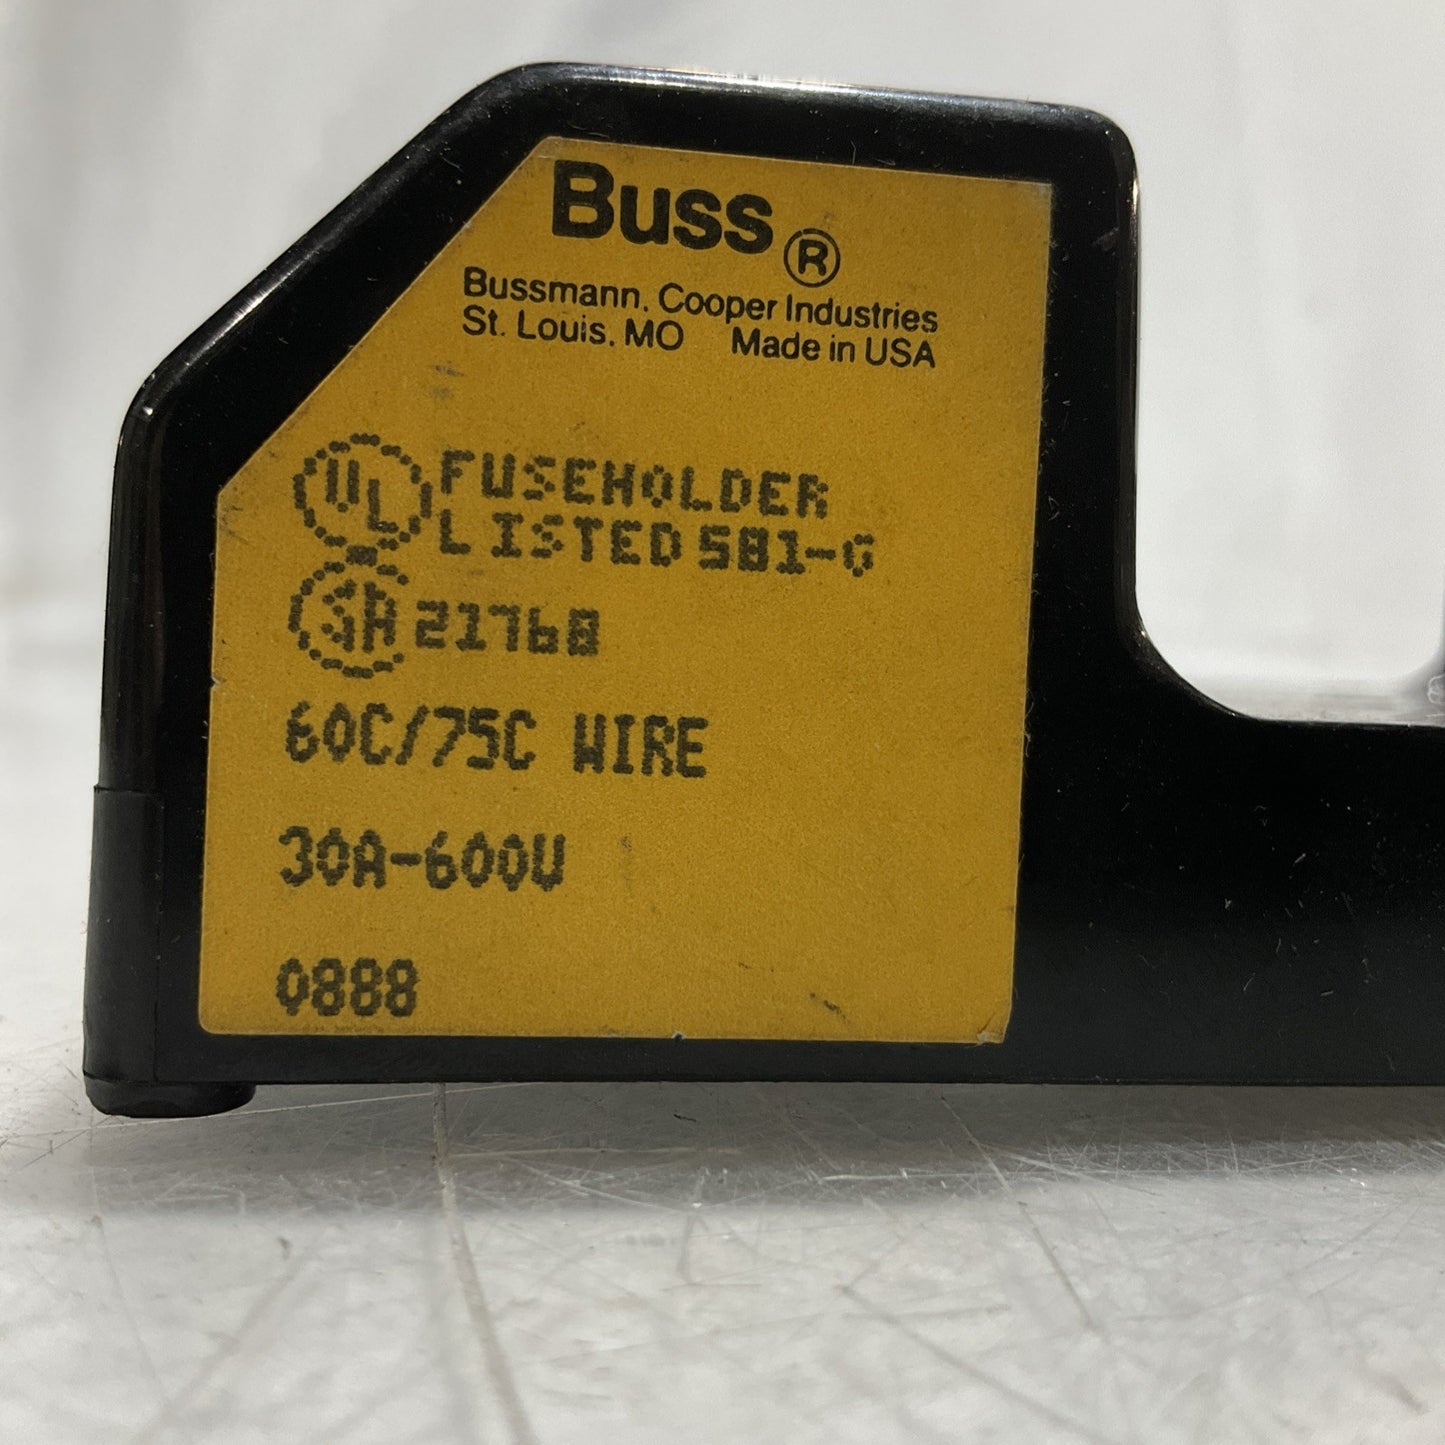 Buss ®
Bussmann, Cooper Industries
St. Louis, MO Made in USA
UL FUSEHOLDER
LISTED 581-G
SA 21768
60C/75C WIRE
30A-600V
0888